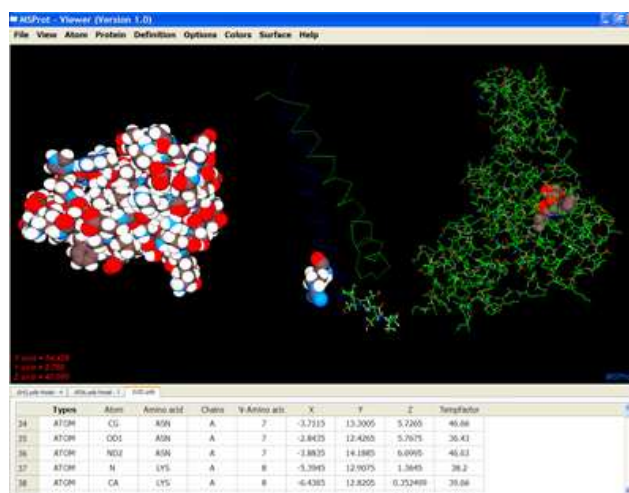 MSProt - Viewer (Version 1.0)
File View Atom Protein Definition Options Colors Surface Help
MSProt
Types Atom Amino acid Chains X Y Z TempFactor
34 ATOM CG ASN A 7 -3.7115 13.3005 5.7265 46.66
35 ATOM OD1 ASN A 7 -2.8435 12.4265 5.7675 36.41
36 ATOM ND2 ASN A 7 -3.8835 14.1885 6.6995 46.63
37 ATOM N LYS A 8 -5.3945 12.9075 1.3645 38.2
38 ATOM CA LYS A 8 -6.4365 12.8205 0.352499 39.66